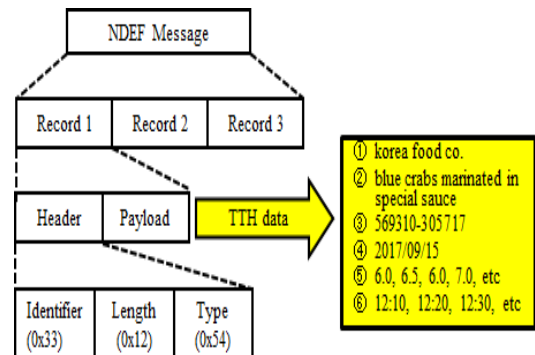 NDEF Message
Record 1 Record 2 Record 3
Header Payload
TTH data
① korea food co.
② blue crabs marinated in
special sauce
③ 569310-305717
④ 2017/09/15
⑤ 6.0, 6.5, 6.0, 7.0, etc
⑥ 12:10, 12:20, 12:30, etc
Identifier Length Type
(0x33) (0x12) (0x54)